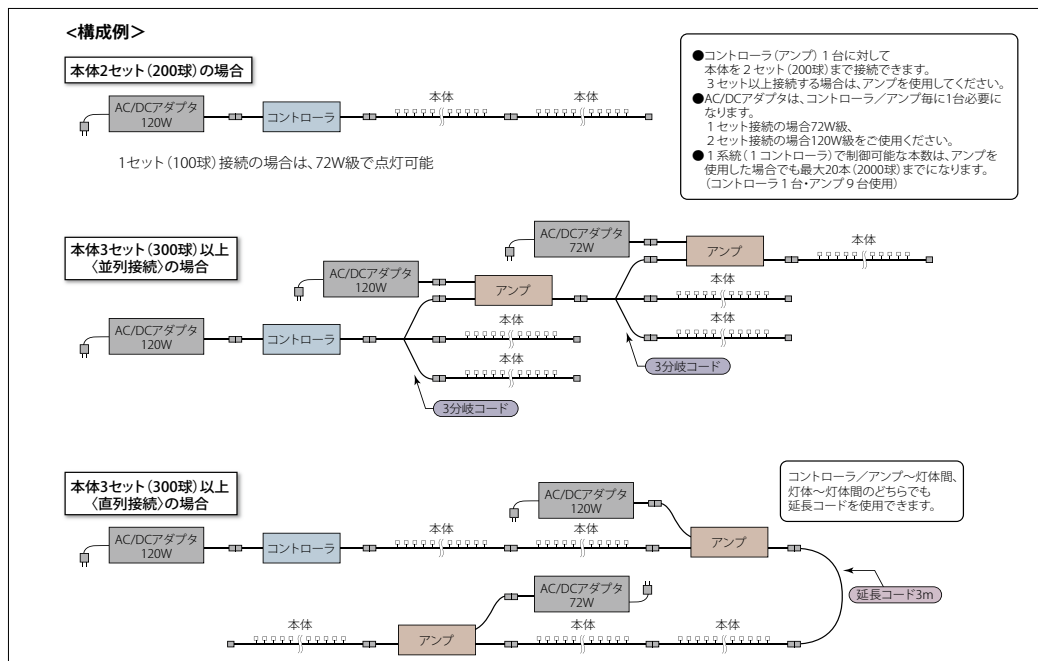 <構成例>
本体2セット(200球)の場合
AC/DCアダプタ
120W
コントローラ
本体
本体
1セット(100球)接続の場合は、72W級で点灯可能
●コントローラ(アンプ)1台に対して
本体を2セット(200球)まで接続できます。
3セット以上接続する場合は、アンプを使用してください。
●AC/DCアダプタは、コントローラ/アンプ毎に1台必要に
なります。
1セット接続の場合72W級、
2セット接続の場合120W級をご使用ください。
●1系統(1コントローラ)で制御可能な本数は、アンプを
使用した場合でも最大20本(2000球)までになります。
(コントローラ1台・アンプ9台使用)
本体3セット(300球)以上
〈並列接続〉の場合
AC/DCアダプタ
72W
アンプ
本体
AC/DCアダプタ
120W
アンプ
本体
AC/DCアダプタ
120W
コントローラ
本体
本体
本体
3分岐コード
3分岐コード
本体3セット(300球)以上
〈直列接続〉の場合
コントローラ/アンプ~灯体間、
灯体~灯体間のどちらでも
延長コードを使用できます。
AC/DCアダプタ
120W
AC/DCアダプタ
120W
コントローラ
本体
本体
アンプ
延長コード3m
AC/DCアダプタ
72W
本体
アンプ
本体
本体